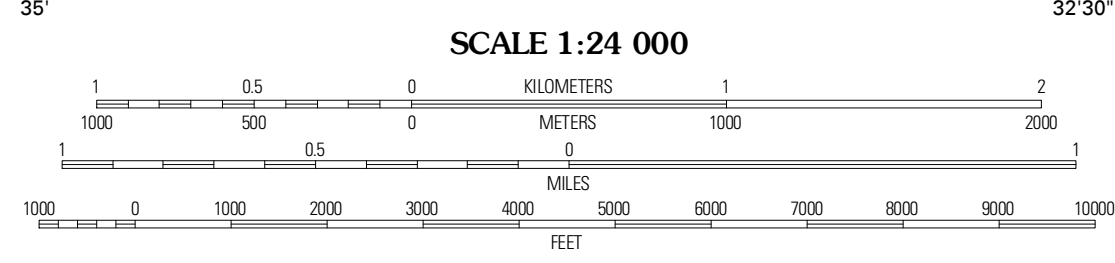 35' 32'30"
SCALE 1:24 000
1 0.5 0 KILOMETERS 1 2
1000 500 0 METERS 1000 2000
1 0.5 0 1
MILES
1000 0 1000 2000 3000 4000 5000 6000 7000 8000 9000 10000
FEET